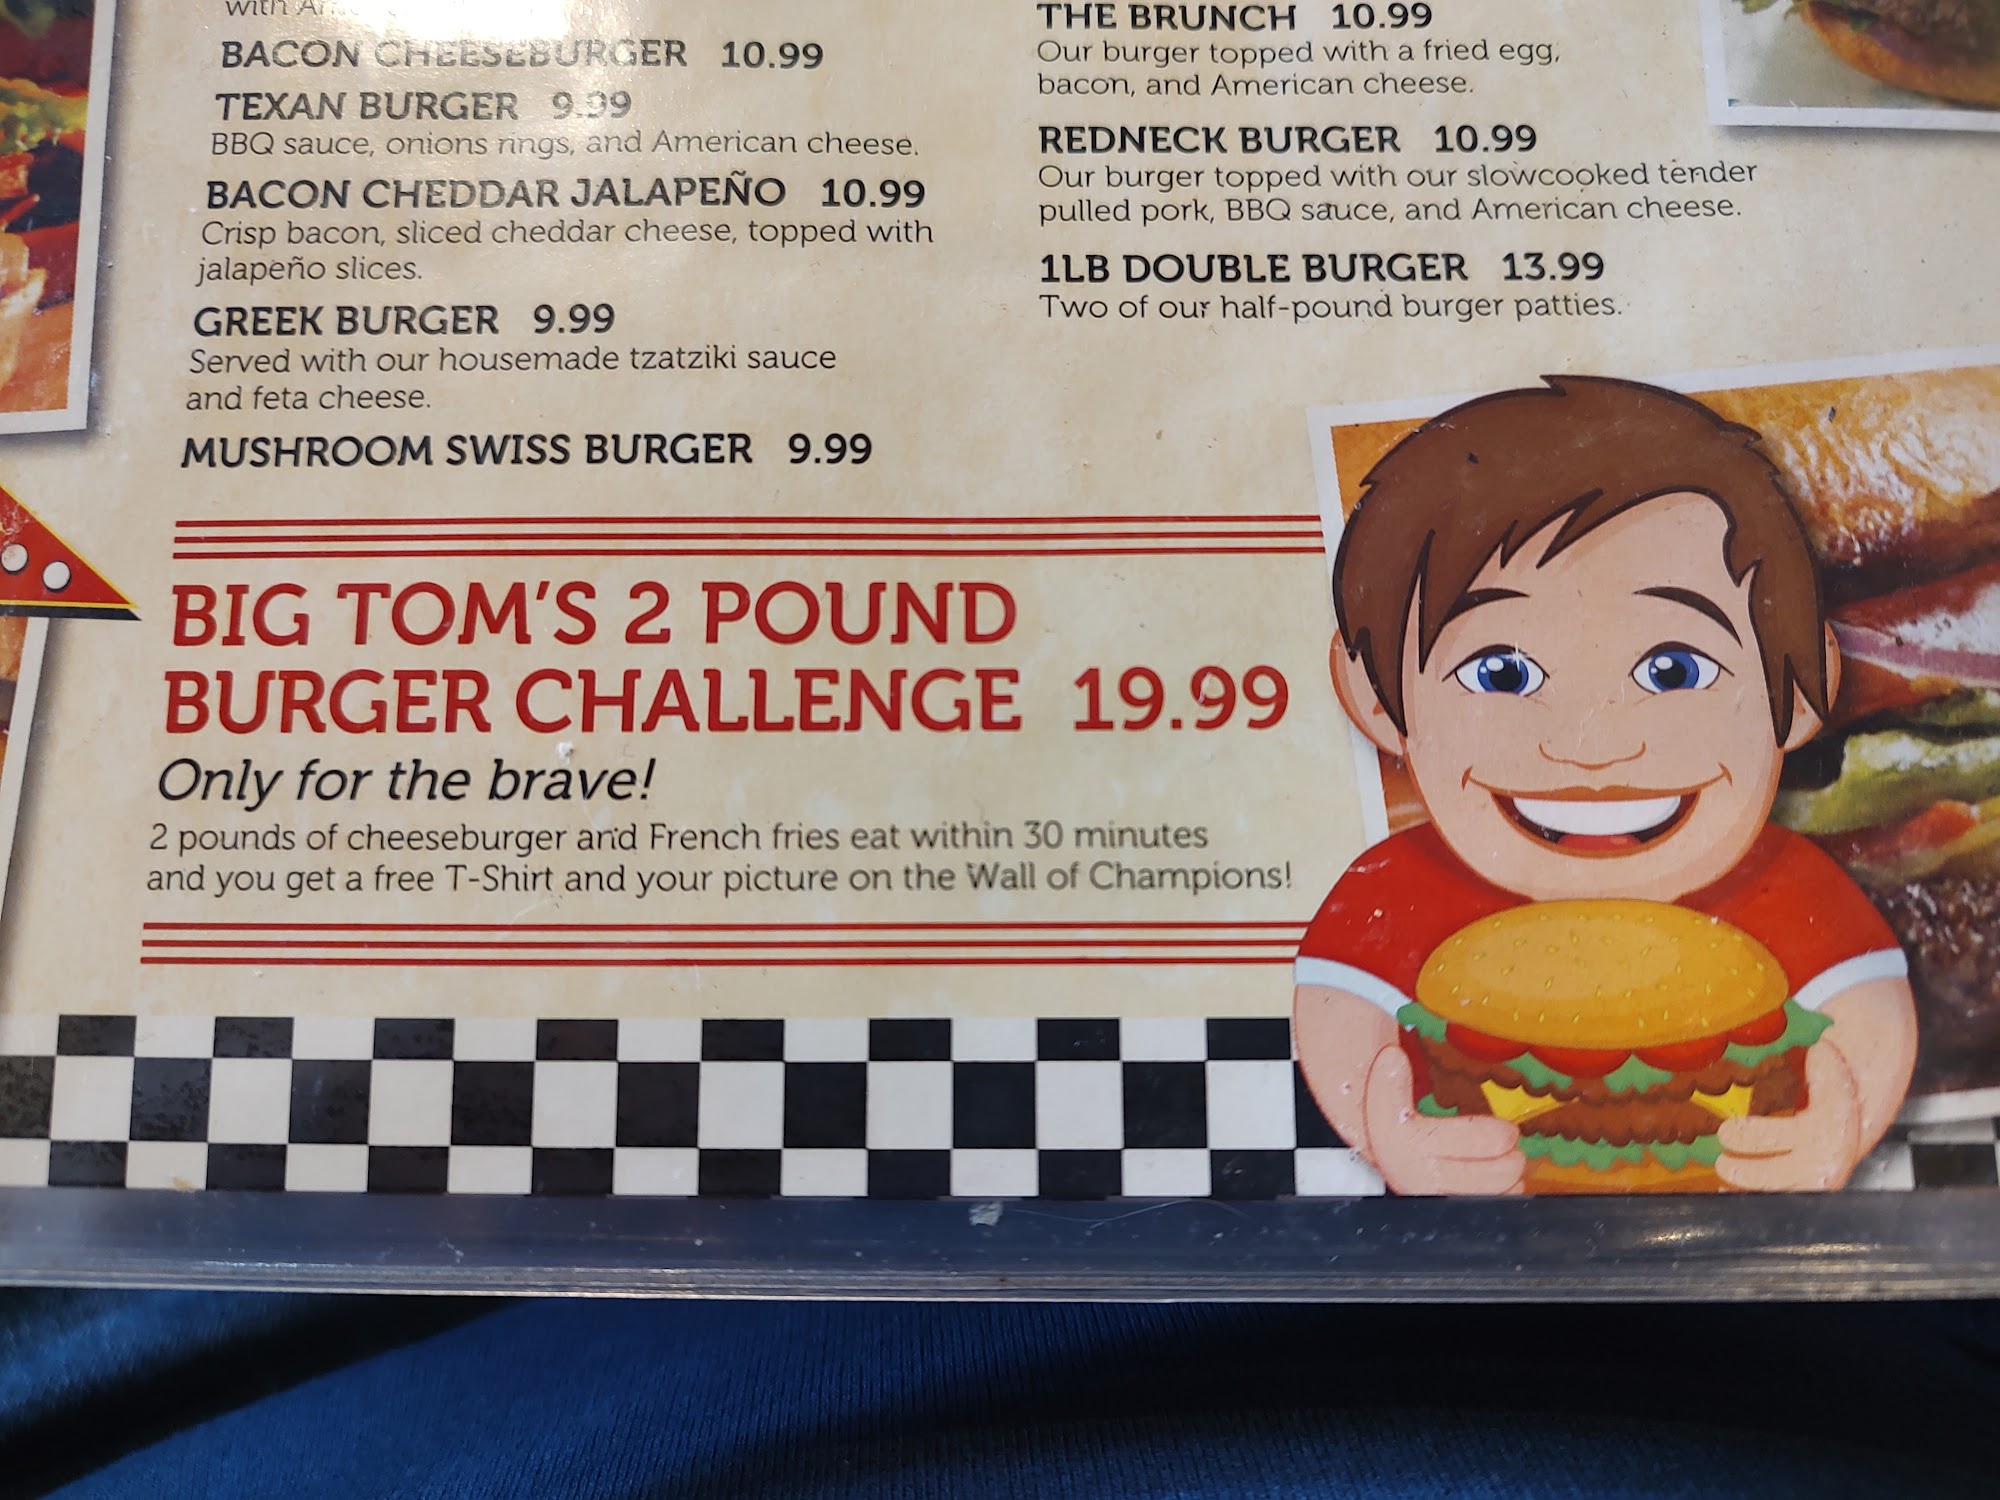 with
BACON CHEESEBURGER 10.99
TEXAN BURGER 9.99
BBQ sauce, onions rings, and American cheese.
BACON CHEDDAR JALAPEÑO 10.99
Crisp bacon, sliced cheddar cheese, topped with
jalapeño slices.
GREEK BURGER 9.99
Served with our housemade tzatziki sauce
and feta cheese.
MUSHROOM SWISS BURGER 9.99
THE BRUNCH 10.99
Our burger topped with a fried egg,
bacon, and American cheese.
REDNECK BURGER 10.99
Our burger topped with our slowcooked tender
pulled pork, BBQ sauce, and American cheese.
1LB DOUBLE BURGER 13.99
Two of our half-pound burger patties.
BIG TOM'S 2 POUND
BURGER CHALLENGE 19.99
Only for the brave!
2 pounds of cheeseburger and French fries eat within 30 minutes
and you get a free T-Shirt and your picture on the Wall of Champions!